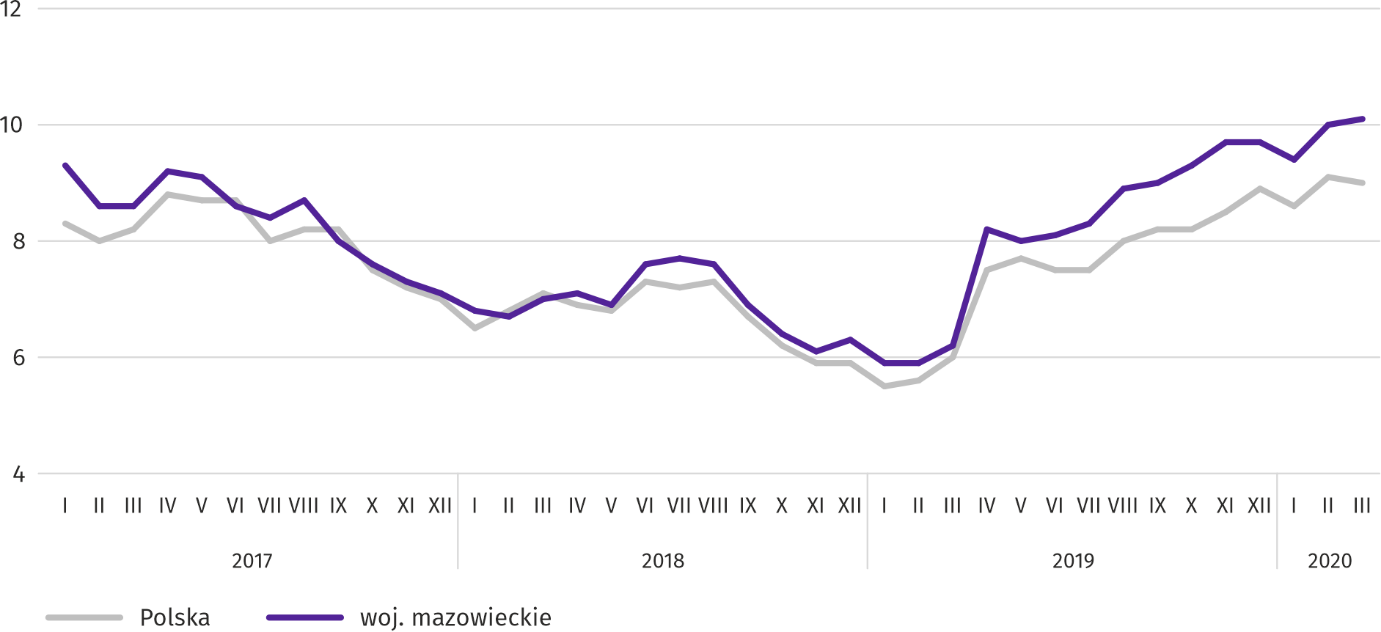 12
10
8
6
4
I II III IV V VI VII VIII IX X XI XII I II III IV V VI VII VIII IX X XI XII I II III IV V VI VII VIII IX X XI XII I II III
2017 2018 2019 2020
Polska woj. mazowieckie